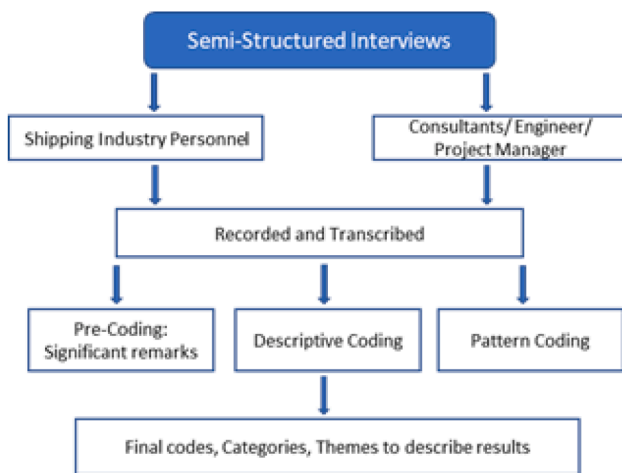 Semi-Structured Interviews
Shipping Industry Personnel
Consultants/ Engineer/
Project Manager
Recorded and Transcribed
Pre-Coding:
Significant remarks
Descriptive Coding
Pattern Coding
Final codes, Categories, Themes to describe results